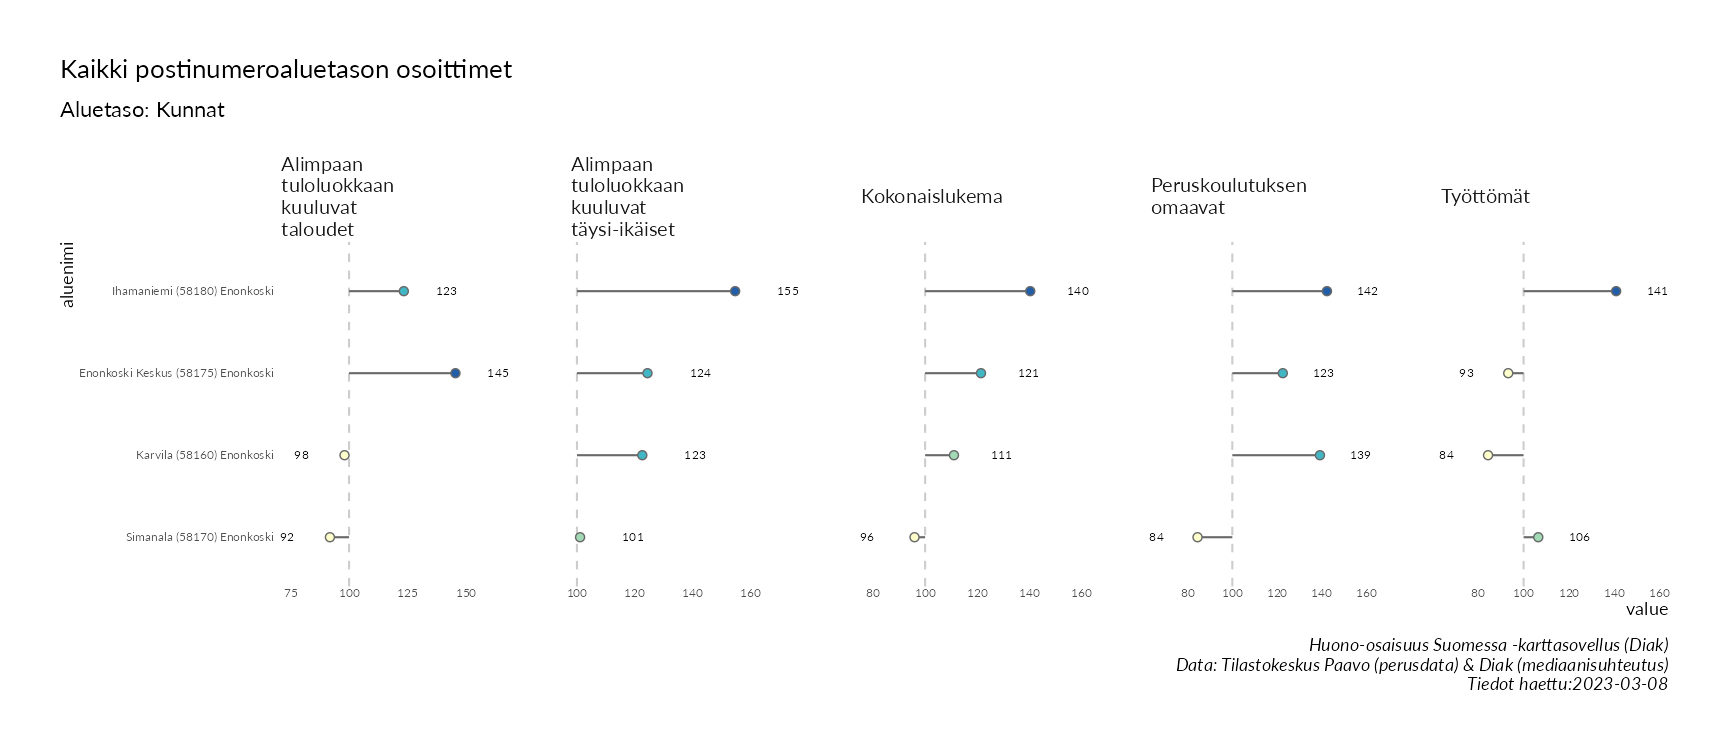 Kaikki postinumeroaluetason osoittimet
Aluetaso: Kunnat
Alimpaan
tuloluokkaan
kuuluvat
taloudet
Alimpaan
tuloluokkaan
kuuluvat
täysi-ikäiset
Kokonaislukema
Peruskoulutuksen
omaavat
Työttömät
aluenimi
Ihamaniemi (58180) Enonkoski 123 155 140 142 141
Enonkoski Keskus (58175) Enonkoski 145 124 121 123 93
Karvila (58160) Enonkoski 98 123 111 139 84
Simanala (58170) Enonkoski 92 101 96 84 106
75 100 125 150 100 120 140 160 80 100 120 140 160 80 100 120 140 160 80 100 120 140 160
value
Huono-osaisuus Suomessa -karttasovellus (Diak)
Data: Tilastokeskus Paavo (perusdata) & Diak (mediaanisuhteutus)
Tiedot haettu:2023-03-08